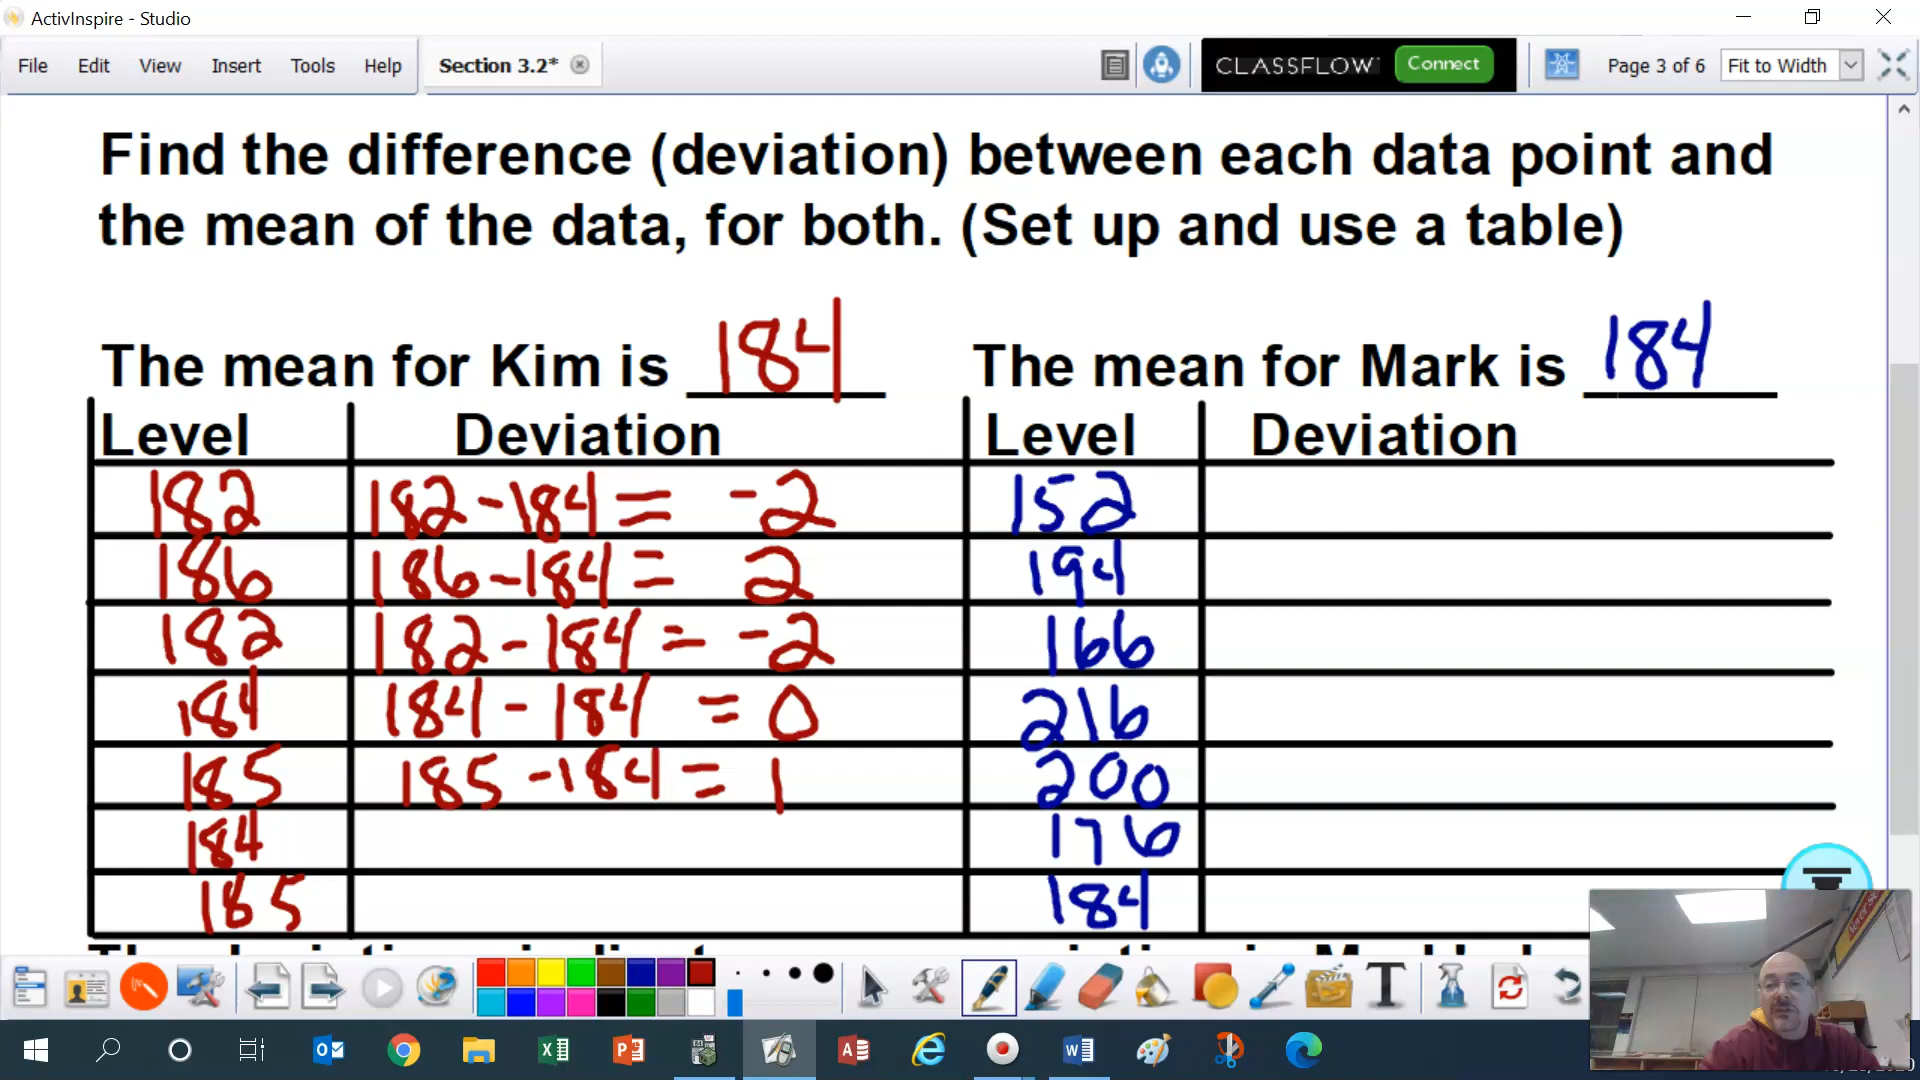 ActivInspire - Studio
File Edit View Insert Tools Help Section 3.2* CLASSFLOW Connect Page 3 of 6 Fit to Width
Find the difference (deviation) between each data point and
the mean of the data, for both. (Set up and use a table)
The mean for Kim is 184 The mean for Mark is 184
Level Deviation Level Deviation
182 182-184= -2 152
186 186-184= 2 194
182 182-184= -2 166
184 184-184 = 0 216
185 185-184= 1 200
184 176
185 184